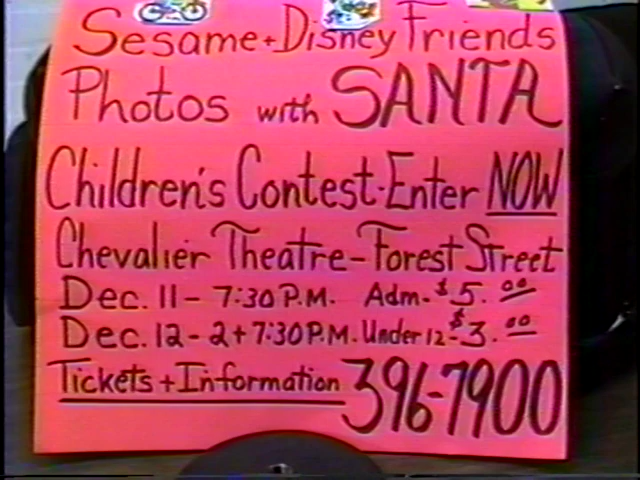 Sesame + Disney Friends
Photos with SANTA
Children's Contest-Enter NOW
Chevalier Theatre-Forest Street
Dec. 11 - 7:30 P.M. Adm- $5.00
Dec. 12 - 2 + 7:30 P.M. Under 12- $3.00
Tickets + Information 396-7900